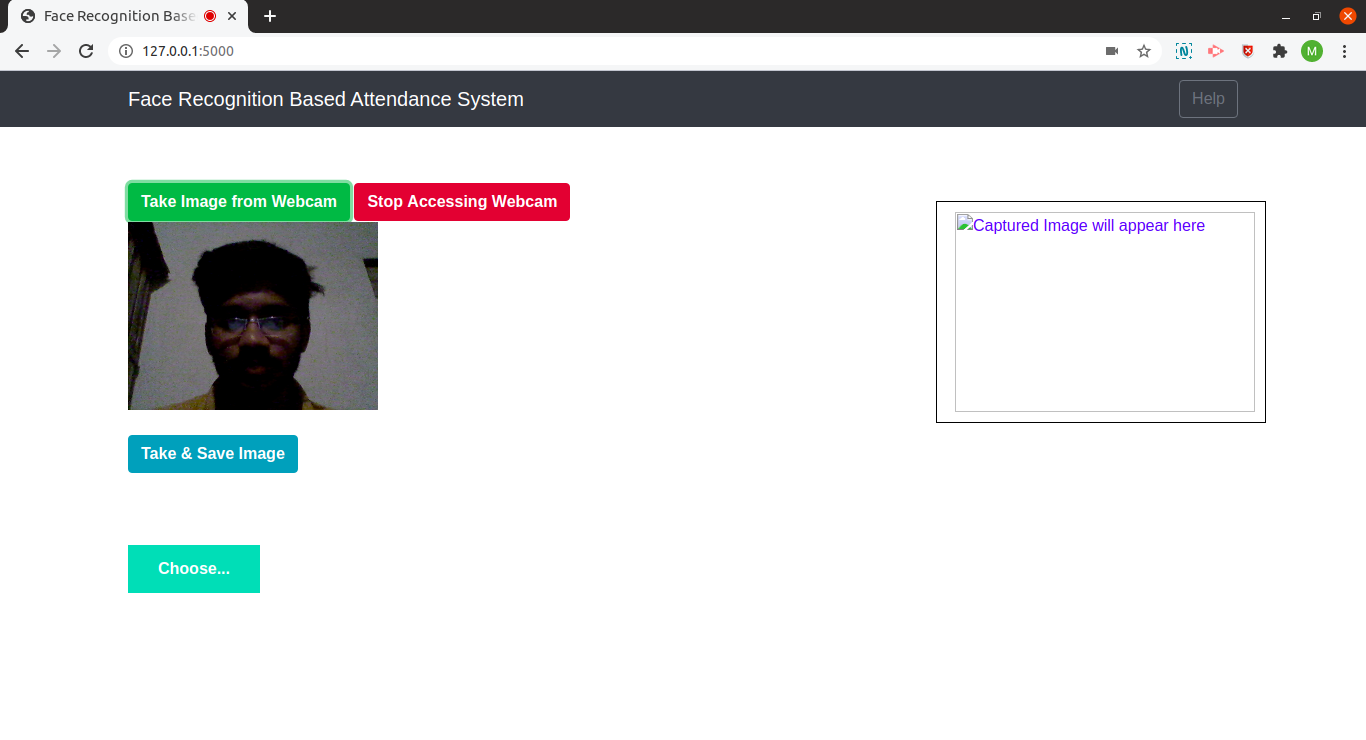 Face Recognition Base
127.0.0.1:5000
M
Face Recognition Based Attendance System
Help
Take Image from Webcam
Stop Accessing Webcam
Captured Image will appear here
Take & Save Image
Choose...